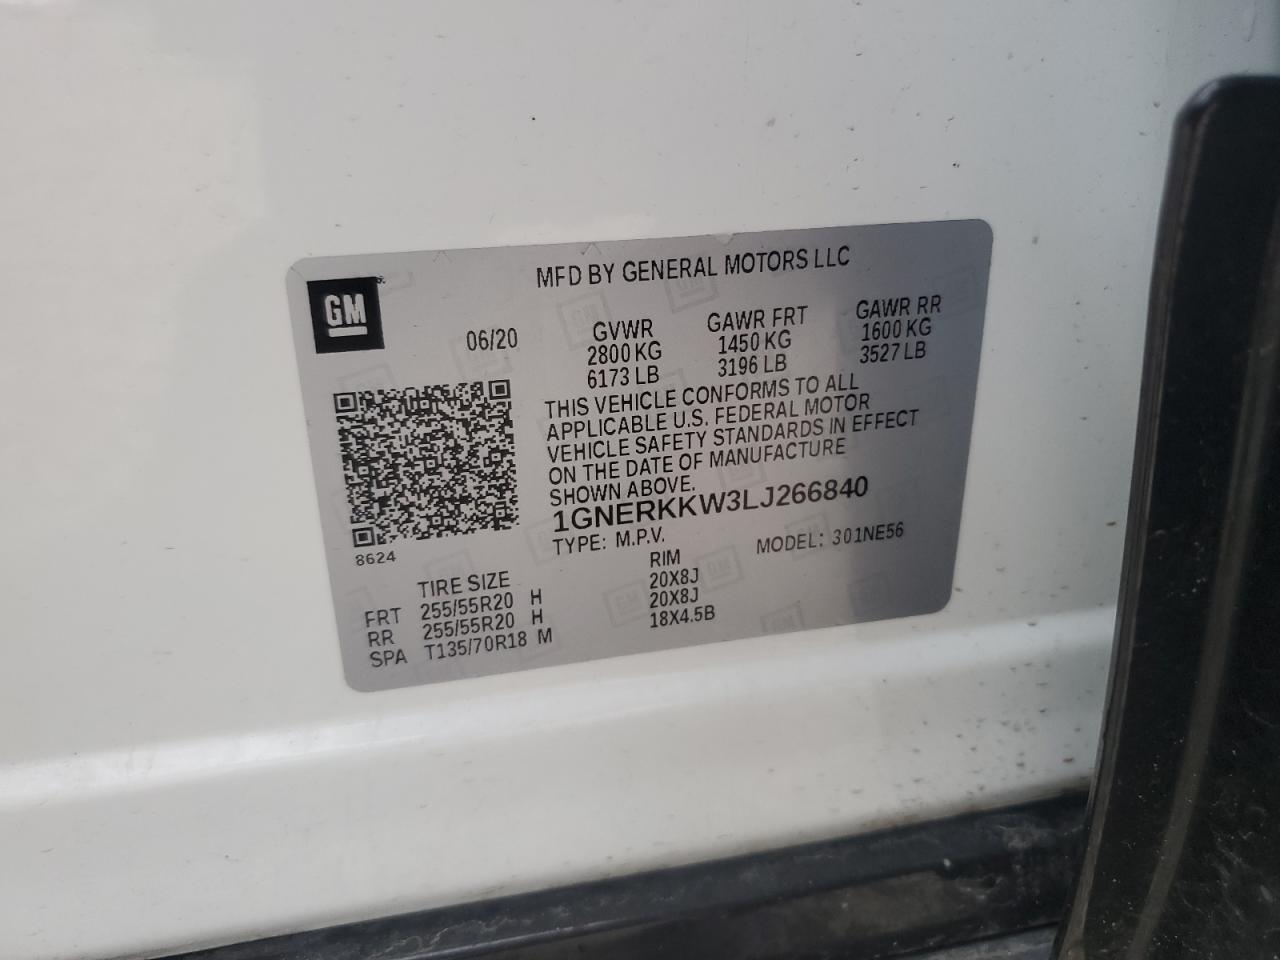 MFD BY GENERAL MOTORS LLC
GM
06/20
GVWR
2800 KG
6173 LB
GAWR FRT
1450 KG
3196 LB
GAWR RR
1600 KG
3527 LB
THIS VEHICLE CONFORMS TO ALL
APPLICABLE U.S. FEDERAL MOTOR
VEHICLE SAFETY STANDARDS IN EFFECT
ON THE DATE OF MANUFACTURE
SHOWN ABOVE.
1GNERKKW3LJ266840
TYPE: M.P.V. MODEL: 301NE56
8624
TIRE SIZE RIM
FRT 255/55R20 H 20X8J
RR 255/55R20 H 20X8J
SPA T135/70R18 M 18X4.5B